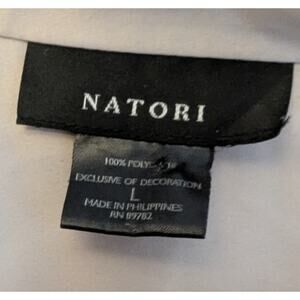 NATORI
100%
EXCLUSIVE OF DECORATION
L
MADE IN PHILIPPINES
RN 89782